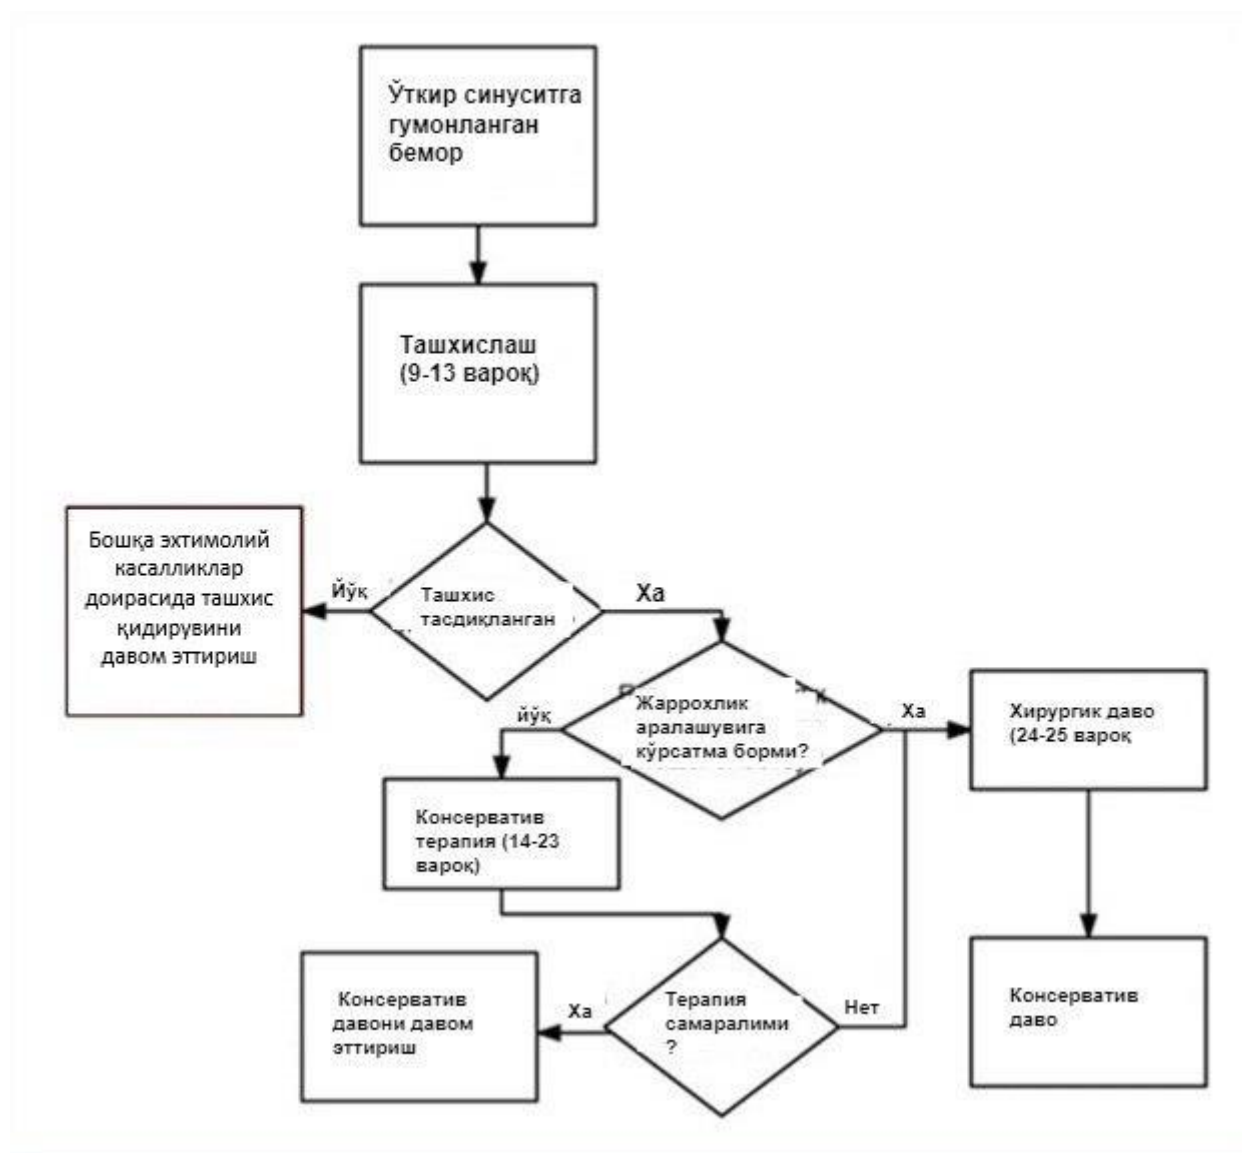 Ўткир синуситга
гумонланган
бемор
Ташхислаш
(9-13 вароқ)
Бошқа эхтимолий
касалликлар
доирасида ташхис
қидирувини
давом эттириш
Йўқ
Ташхис
тасдиқланган
Ха
йўқ
Жаррохлик
аралашувига
кўрсатма борми?
Ха
Хирургик даво
(24-25 вароқ
Консерватив
терапия (14-23
вароқ)
Консерватив
давони давом
эттириш
Ха
Терапия
самаралими
?
Нет
Консерватив
даво